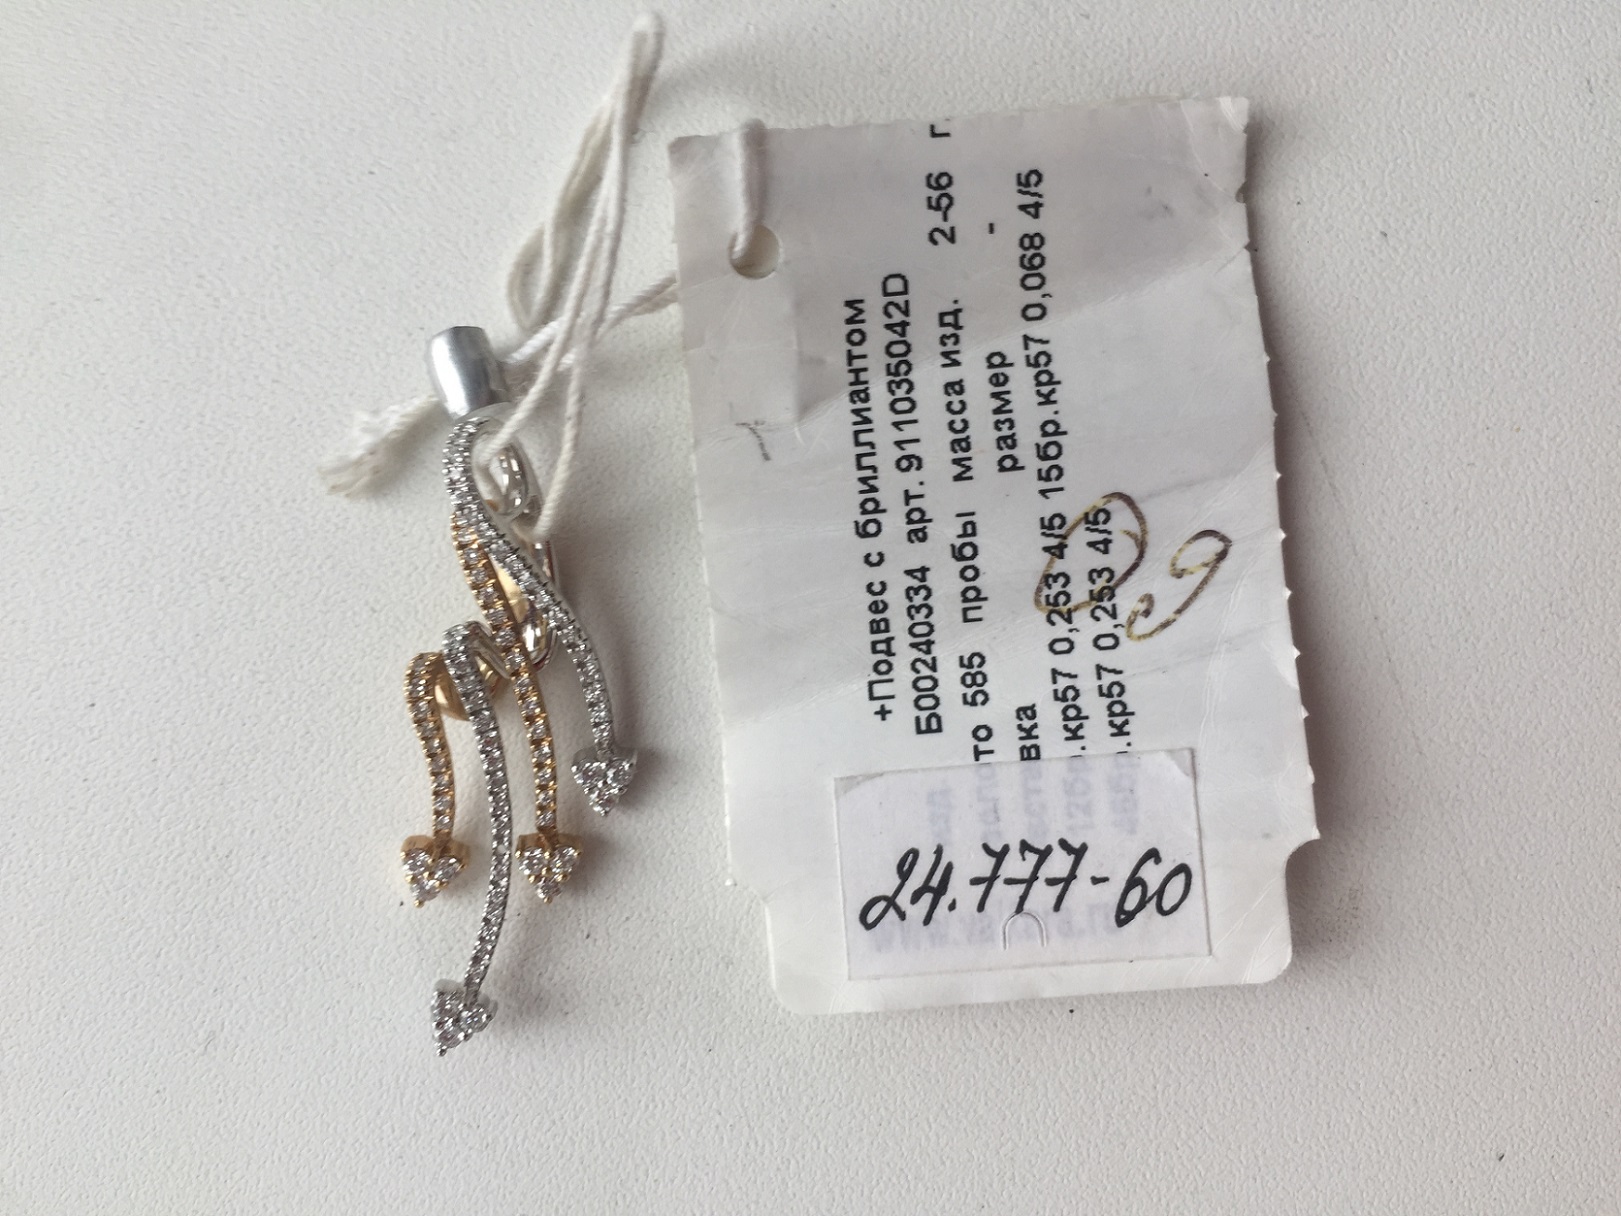 +Подвес с бриллиантом
Б00240334 арт. 911035042D
то 585 пробы масса изд. 2-56 г.
вка размер -
.кр57 0,253 4/5 15бр.кр57 0,068 4/5
.кр57 0,253 4/5
24.777-60